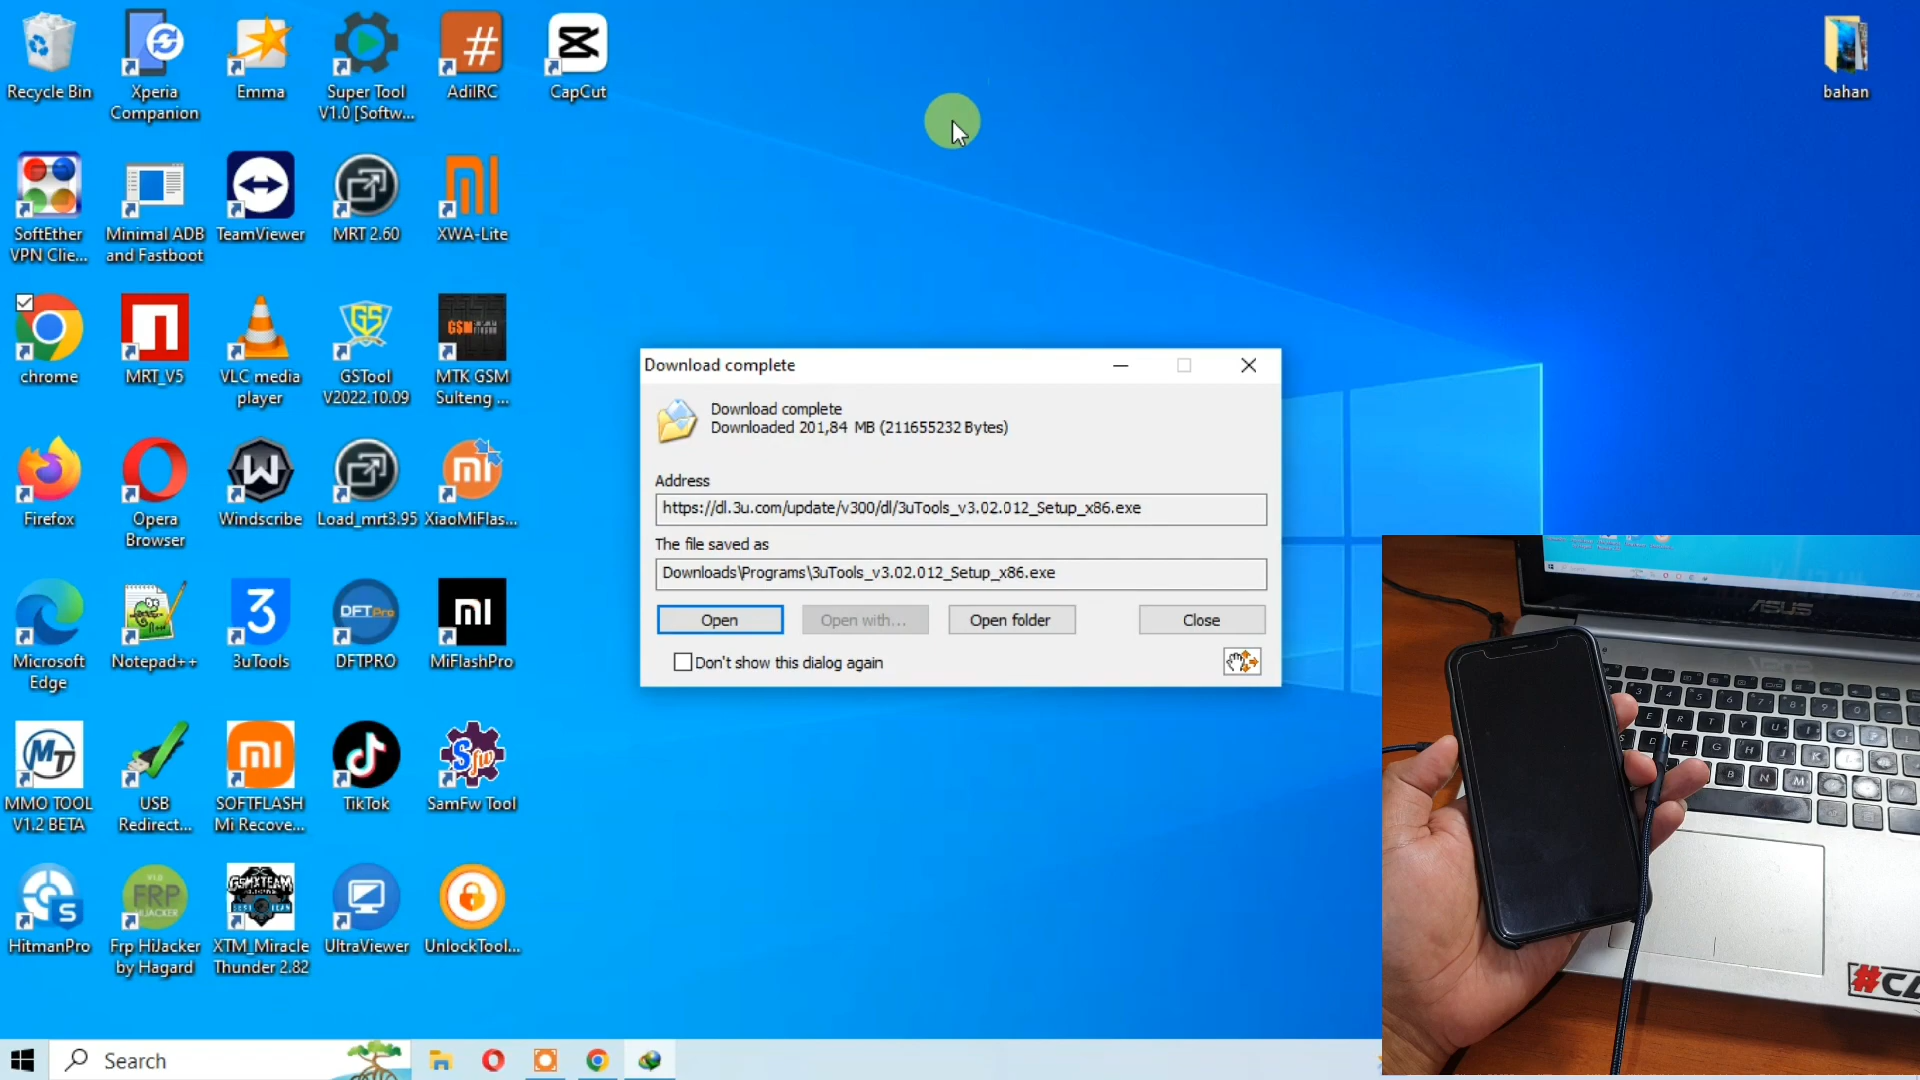 Recycle Bin
Xperia
Companion
Emma
Super Tool
V1.0 [Softw...
AdilRC
CapCut
bahan
SoftEther
VPN Clie...
Minimal ADB
and Fastboot
TeamViewer
MRT 2.60
XWA-Lite
chrome
MRT_V5
VLC media
player
GSTool
V2022.10.09
MTK GSM
Sulteng ...
Firefox
Opera
Browser
Windscribe
Load_mrt3.95
XiaoMiFlas...
Microsoft
Edge
Notepad++
3uTools
DFTPRO
MiFlashPro
MMO TOOL
V1.2 BETA
USB
Redirect...
SOFTFLASH
Mi Recove...
TikTok
SamFw Tool
HitmanPro
Frp HiJacker
by Hagard
XTM_Miracle
Thunder 2.82
UltraViewer
UnlockTool...
Download complete
Download complete
Downloaded 201,84 MB (211655232 Bytes)
Address
https://dl.3u.com/update/v300/dl/3uTools_v3.02.012_Setup_x86.exe
The file saved as
Downloads\Programs\3uTools_v3.02.012_Setup_x86.exe
Open
Open with...
Open folder
Close
Don't show this dialog again
Search
ASUS